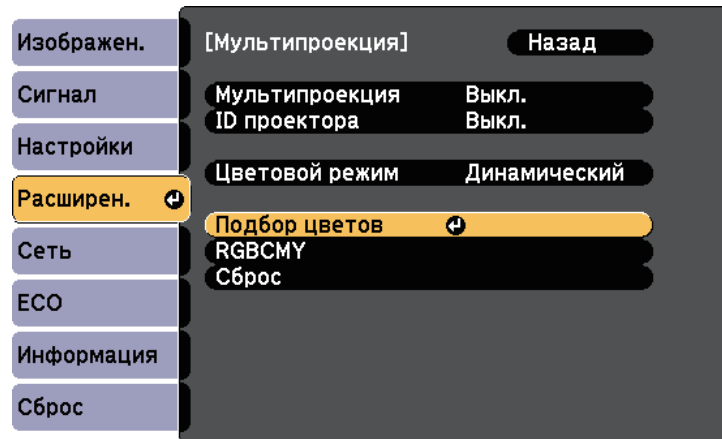 Изображен.
Сигнал
Настройки
Расширен.
Сеть
ECO
Информация
Сброс
[Мультипроекция] Назад
Мультипроекция Выкл.
ID проектора Выкл.
Цветовой режим Динамический
Подбор цветов
RGBCMY
Сброс